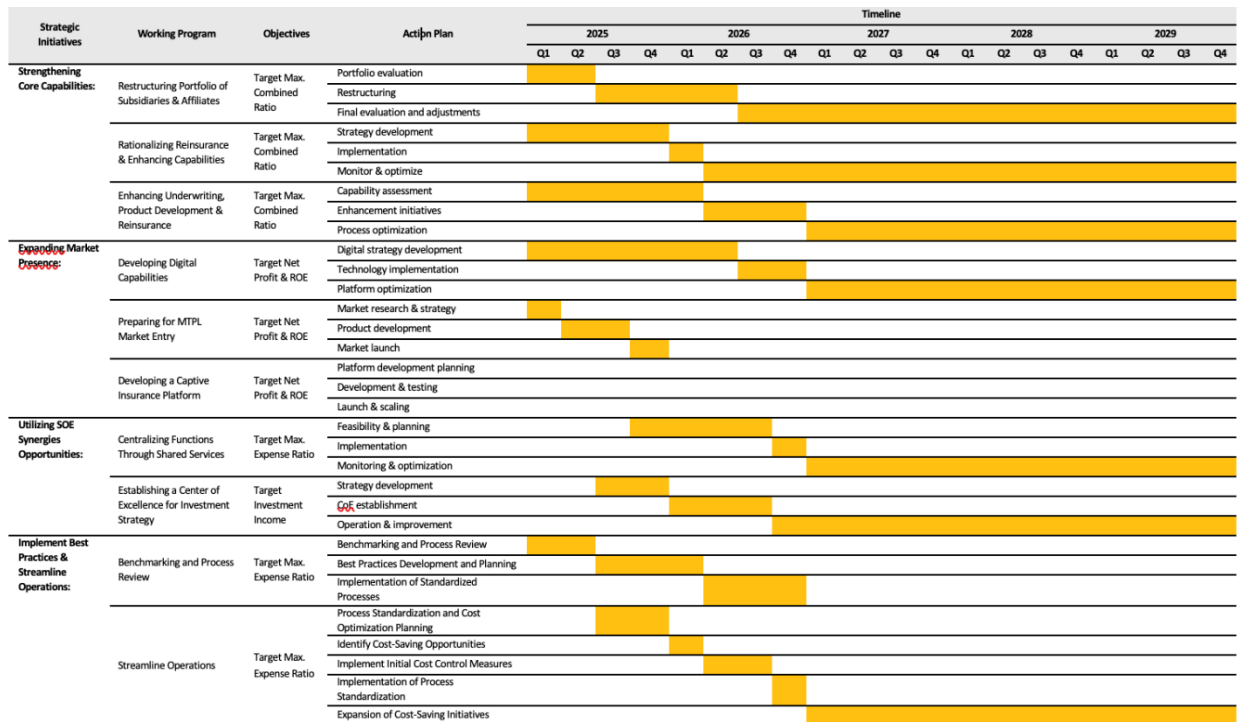 Strategic Initiatives
Working Program
Objectives
Action Plan
Timeline
2025
2026
2027
2028
2029
Q1 Q2 Q3 Q4 Q1 Q2 Q3 Q4 Q1 Q2 Q3 Q4 Q1 Q2 Q3 Q4 Q1 Q2 Q3 Q4
Strengthening
Core Capabilities:
Restructuring Portfolio of
Subsidiaries & Affiliates
Target Max.
Combined
Ratio
Portfolio evaluation
Restructuring
Final evaluation and adjustments
Rationalizing Reinsurance
& Enhancing Capabilities
Target Max.
Combined
Ratio
Strategy development
Implementation
Monitor & optimize
Enhancing Underwriting,
Product Development &
Reinsurance
Target Max.
Combined
Ratio
Capability assessment
Enhancement initiatives
Process optimization
Expanding Market
Presence:
Developing Digital
Capabilities
Target Net
Profit & ROE
Digital strategy development
Technology implementation
Platform optimization
Preparing for MTPL
Market Entry
Target Net
Profit & ROE
Market research & strategy
Product development
Market launch
Developing a Captive
Insurance Platform
Target Net
Profit & ROE
Platform development planning
Development & testing
Launch & scaling
Utilizing SOE
Synergies
Opportunities:
Centralizing Functions
Through Shared Services
Target Max.
Expense Ratio
Feasibility & planning
Implementation
Monitoring & optimization
Establishing a Center of
Excellence for Investment
Strategy
Target
Investment
Income
Strategy development
CoE establishment
Operation & improvement
Implement Best
Practices &
Streamline
Operations:
Benchmarking and Process
Review
Target Max.
Expense Ratio
Benchmarking and Process Review
Best Practices Development and Planning
Implementation of Standardized
Processes
Streamline Operations
Target Max.
Expense Ratio
Process Standardization and Cost
Optimization Planning
Identify Cost-Saving Opportunities
Implement Initial Cost Control Measures
Implementation of Process
Standardization
Expansion of Cost-Saving Initiatives